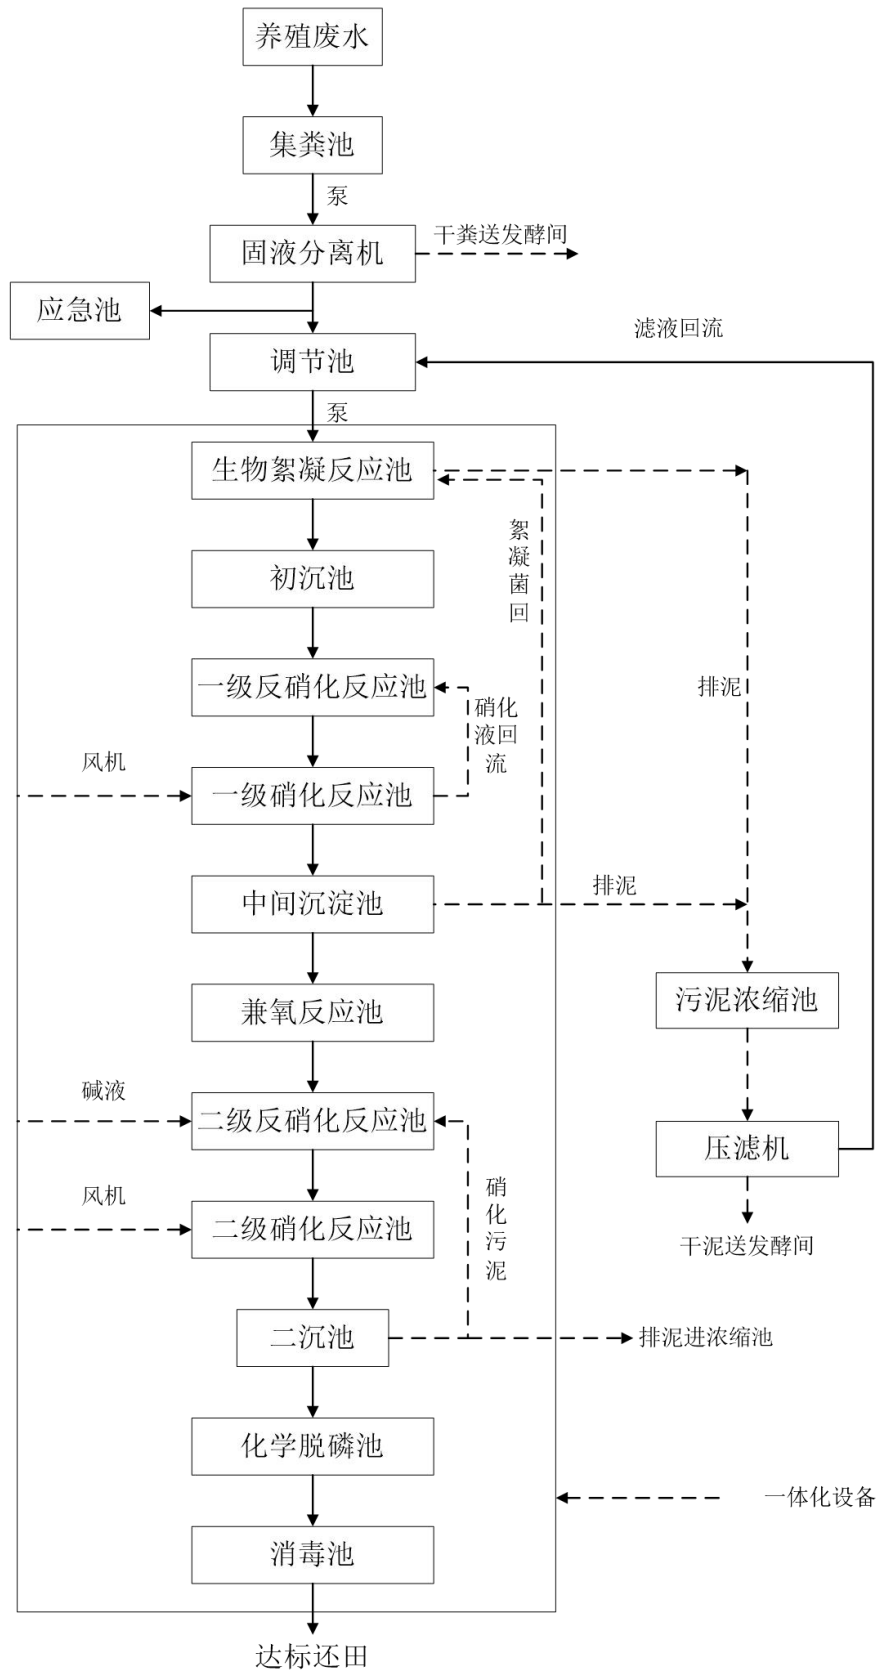 养殖废水
集粪池
泵
固液分离机
干粪送发酵间
应急池
调节池
滤液回流
泵
生物絮凝反应池
絮
凝
菌
回
初沉池
一级反硝化反应池
硝化
液回
流
排泥
风机
一级硝化反应池
中间沉淀池
排泥
污泥浓缩池
兼氧反应池
碱液
二级反硝化反应池
压滤机
硝
化
污
泥
风机
二级硝化反应池
干泥送发酵间
二沉池
排泥进浓缩池
化学脱磷池
一体化设备
消毒池
达标还田